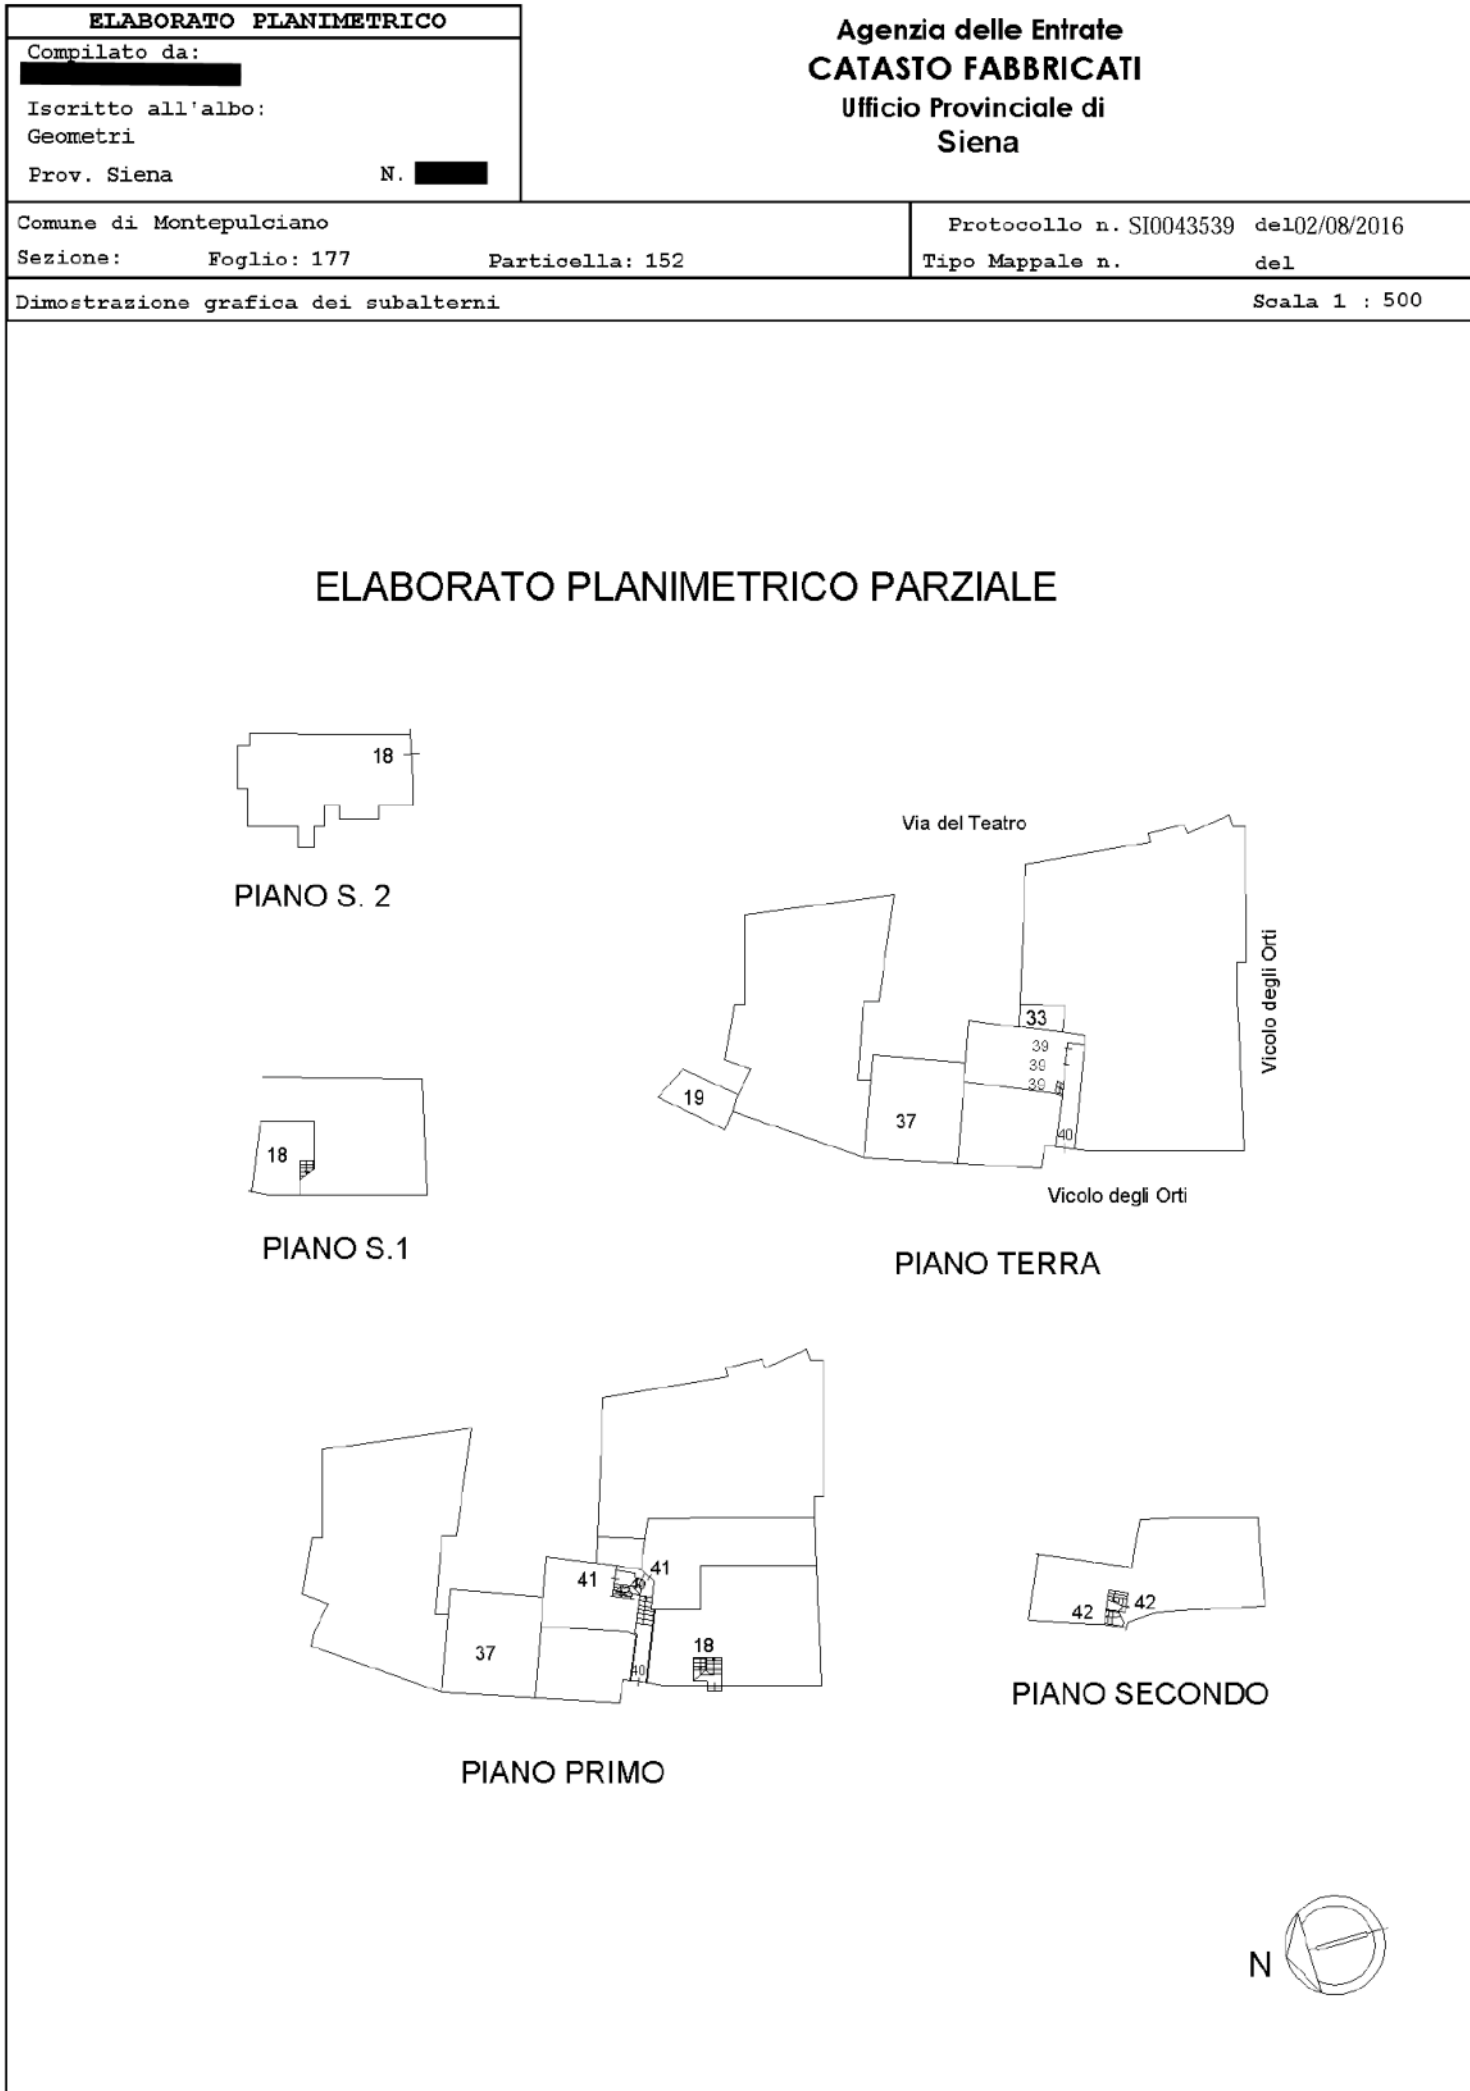 ELABORATO PLANIMETRICO
Compilato da:
Iscritto all'albo:
Geometri
Prov. Siena N.
Agenzia delle Entrate
CATASTO FABBRICATI
Ufficio Provinciale di
Siena
Comune di Montepulciano
Sezione: Foglio: 177 Particella: 152
Protocollo n. SI0043539 del02/08/2016
Tipo Mappale n. del
Dimostrazione grafica dei subalterni Scala 1 : 500
ELABORATO PLANIMETRICO PARZIALE
18
PIANO S. 2
Via del Teatro
Vicolo degli Orti
33
39
39
39
19
37
40
Vicolo degli Orti
PIANO TERRA
18
PIANO S.1
41
41
40
37
18
40
PIANO PRIMO
42
42
PIANO SECONDO
N